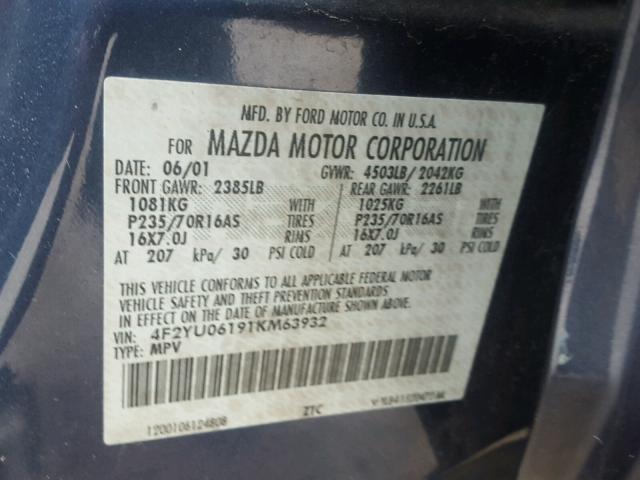 MFD. BY FORD MOTOR CO. IN U.S.A.
FOR MAZDA MOTOR CORPORATION
DATE: 06/01 GVWR: 4503LB/ 2042KG
FRONT GAWR: 2385LB REAR GAWR: 2261LB
1081KG WITH 1025KG WITH
P235/70R16AS TIRES P235/70R16AS TIRES
16X7.0J RIMS 16X7.0J RIMS
AT 207 kPa/ 30 PSI COLD AT 207 kPa/ 30 PSI COLD
THIS VEHICLE CONFORMS TO ALL APPLICABLE FEDERAL MOTOR
VEHICLE SAFETY AND THEFT PREVENTION STANDARDS
IN EFFECT ON THE DATE OF MANUFACTURE SHOWN ABOVE.
VIN: 4F2YU06191KM63932
TYPE: MPV
1200106124808 ZTC